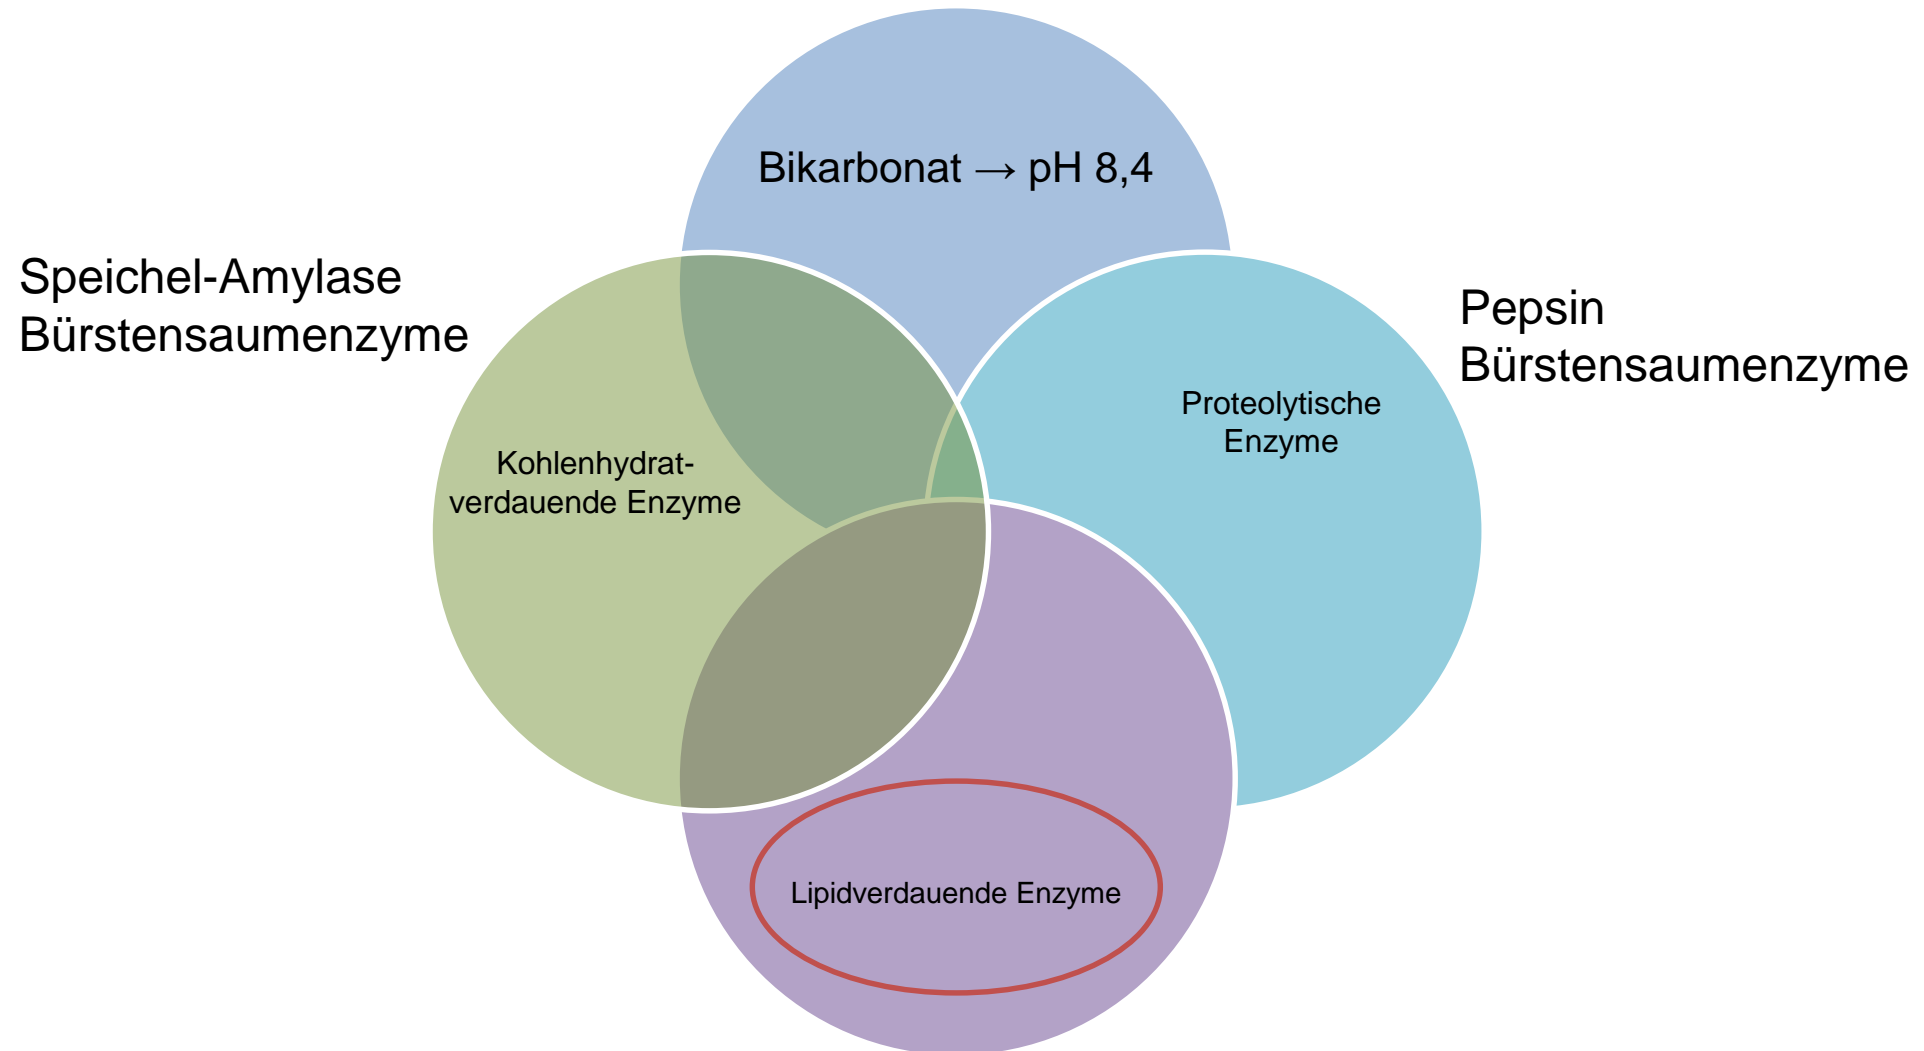 Bikarbonat → pH 8,4
Speichel-Amylase
Bürstensaumenzyme
Pepsin
Bürstensaumenzyme
Proteolytische
Enzyme
Kohlenhydrat-
verdauende Enzyme
Lipidverdauende Enzyme